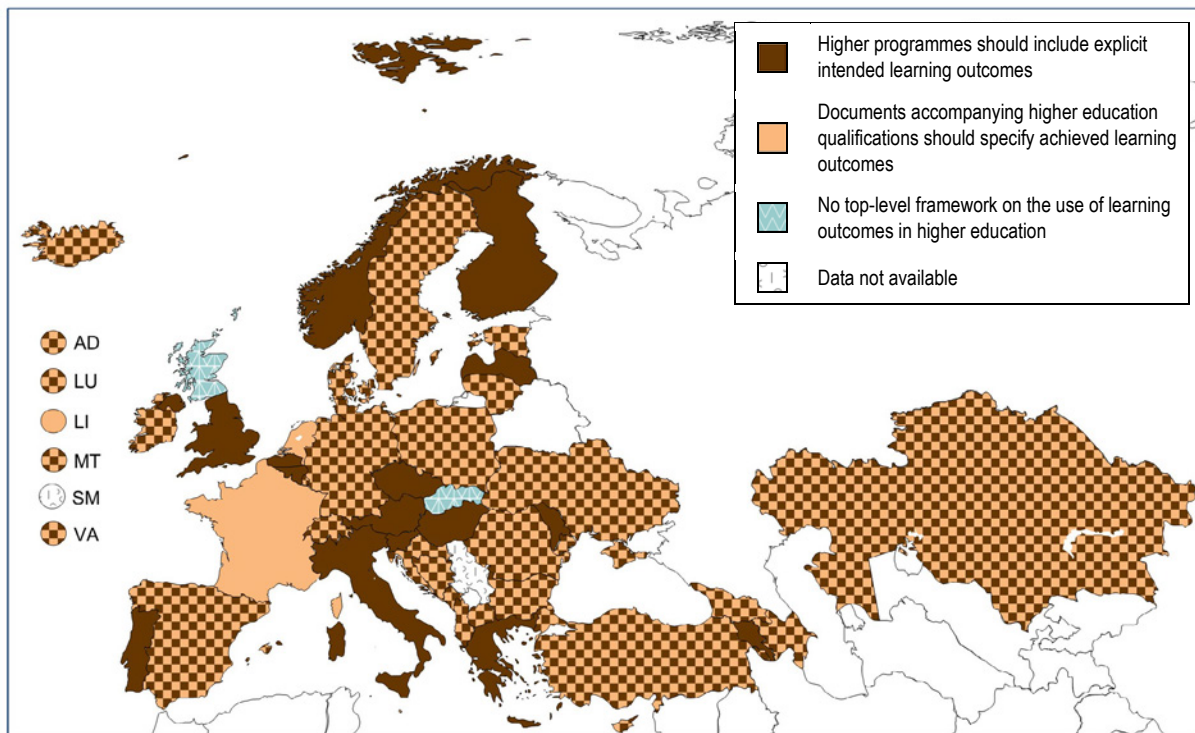 Higher programmes should include explicit
intended learning outcomes
Documents accompanying higher education
qualifications should specify achieved learning
outcomes
No top-level framework on the use of learning
outcomes in higher education
Data not available
AD
LU
LI
MT
SM
VA